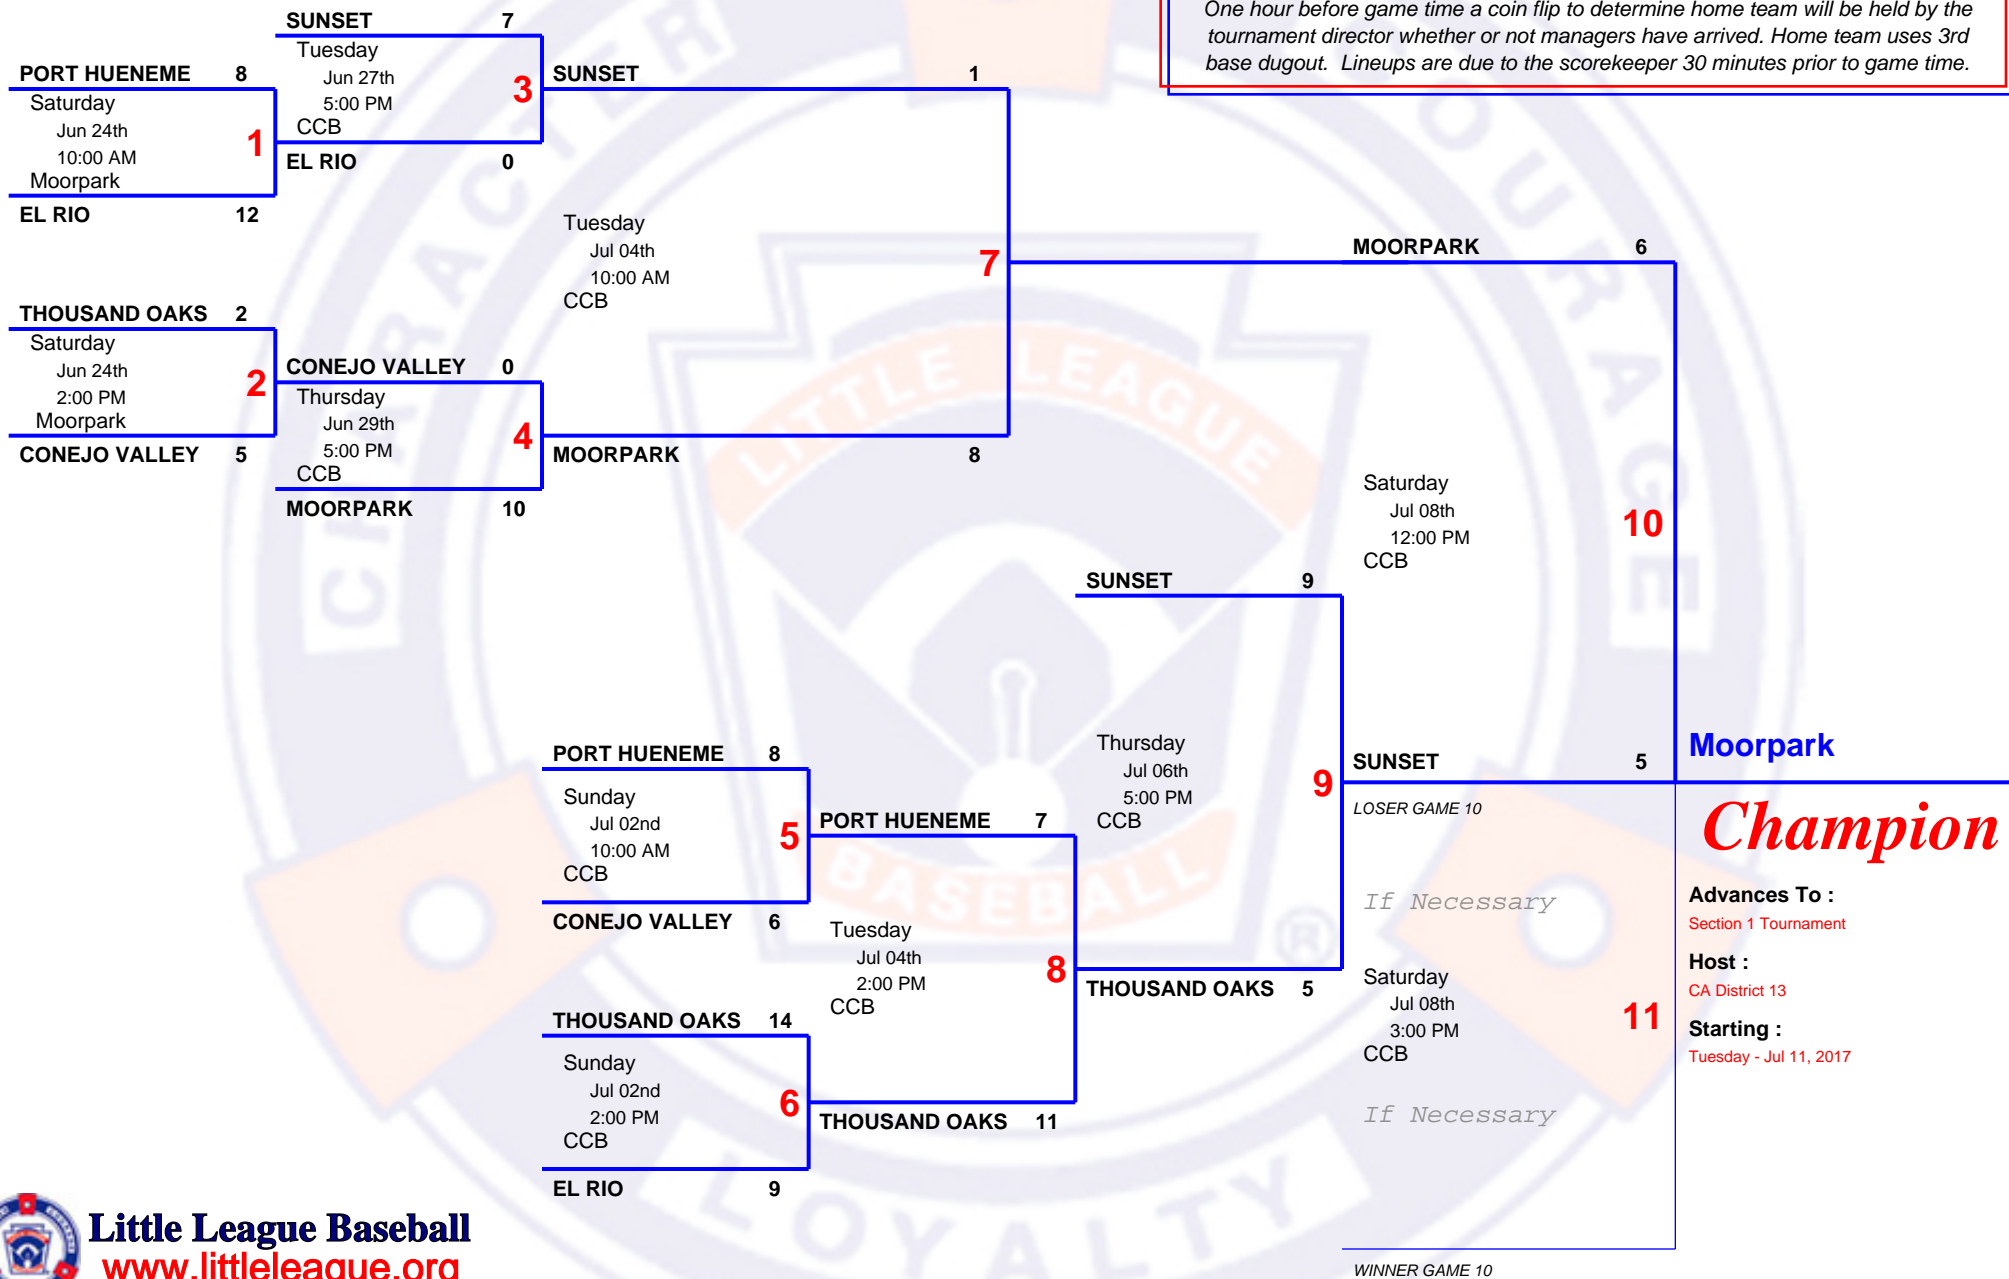 One hour before game time a coin flip to determine home team will be held by the
tournament director whether or not managers have arrived. Home team uses 3rd
base dugout. Lineups are due to the scorekeeper 30 minutes prior to game time.
SUNSET 7
Tuesday
Jun 27th
5:00 PM
CCB
3
EL RIO 0
PORT HUENEME 8
Saturday
Jun 24th
10:00 AM
Moorpark
1
EL RIO 12
SUNSET 1
Tuesday
Jul 04th
10:00 AM
CCB
7
THOUSAND OAKS 2
Saturday
Jun 24th
2:00 PM
Moorpark
2
CONEJO VALLEY 5
CONEJO VALLEY 0
Thursday
Jun 29th
5:00 PM
CCB
4
MOORPARK 10
MOORPARK 8
MOORPARK 6
Saturday
Jul 08th
12:00 PM
CCB
10
SUNSET 9
Thursday
Jul 06th
5:00 PM
CCB
9
THOUSAND OAKS 5
PORT HUENEME 8
Sunday
Jul 02nd
10:00 AM
CCB
5
CONEJO VALLEY 6
PORT HUENEME 7
Tuesday
Jul 04th
2:00 PM
CCB
8
THOUSAND OAKS 11
THOUSAND OAKS 14
Sunday
Jul 02nd
2:00 PM
CCB
6
EL RIO 9
SUNSET 5
LOSER GAME 10
If Necessary
Saturday
Jul 08th
3:00 PM
CCB
11
If Necessary
WINNER GAME 10
Moorpark
Champion
Advances To :
Section 1 Tournament
Host :
CA District 13
Starting :
Tuesday - Jul 11, 2017
CHARACTER
COURAGE
LOYALTY
LITTLE LEAGUE
BASEBALL
®
Little League Baseball
www.littleleague.org